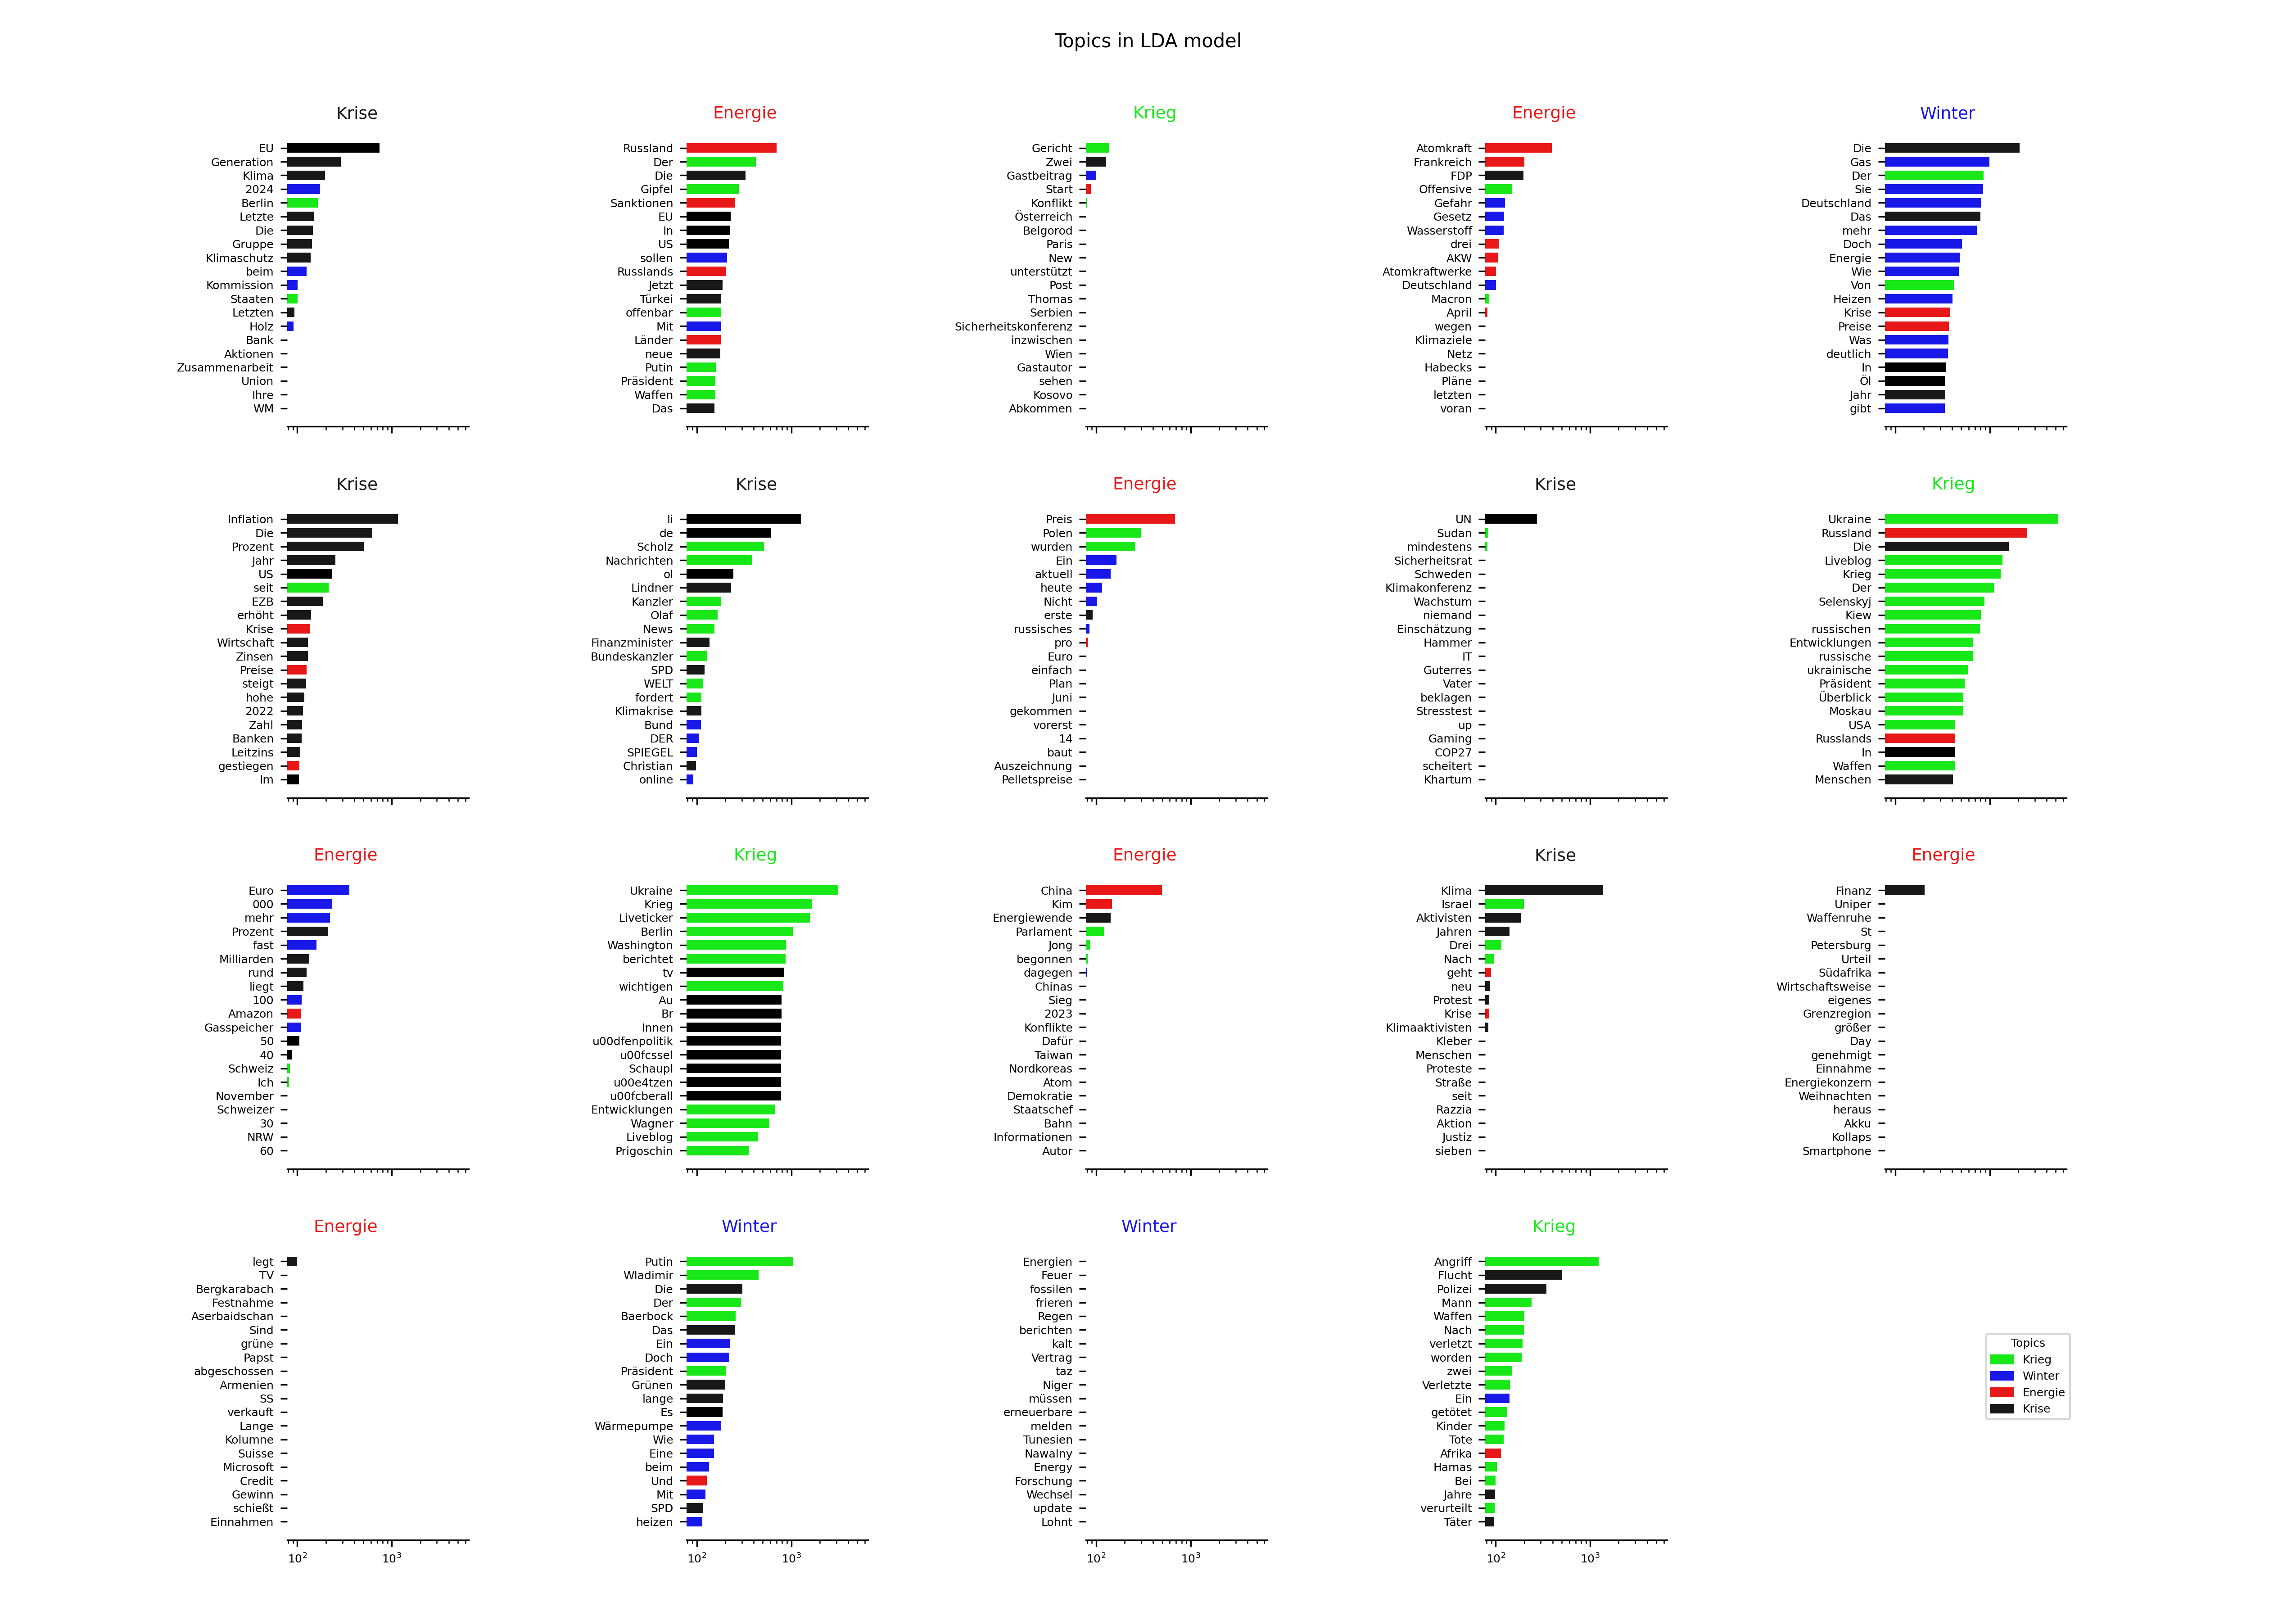 Topics in LDA model
Krise
EU
Generation
Klima
2024
Berlin
Letzte
Die
Gruppe
Klimaschutz
beim
Kommission
Staaten
Letzten
Holz
Bank
Aktionen
Zusammenarbeit
Union
Ihre
WM
Energie
Russland
Der
Die
Gipfel
Sanktionen
EU
In
US
sollen
Russlands
Jetzt
Türkei
offenbar
Mit
Länder
neue
Putin
Präsident
Waffen
Das
Krieg
Gericht
Zwei
Gastbeitrag
Start
Konflikt
Österreich
Belgorod
Paris
New
unterstützt
Post
Thomas
Serbien
Sicherheitskonferenz
inzwischen
Wien
Gastautor
sehen
Kosovo
Abkommen
Energie
Atomkraft
Frankreich
FDP
Offensive
Gefahr
Gesetz
Wasserstoff
drei
AKW
Atomkraftwerke
Deutschland
Macron
April
wegen
Klimaziele
Netz
Habecks
Pläne
letzten
voran
Winter
Die
Gas
Der
Sie
Deutschland
Das
mehr
Doch
Energie
Wie
Von
Heizen
Krise
Preise
Was
deutlich
In
Öl
Jahr
gibt
Krise
Inflation
Die
Prozent
Jahr
US
seit
EZB
erhöht
Krise
Wirtschaft
Zinsen
Preise
steigt
hohe
2022
Zahl
Banken
Leitzins
gestiegen
Im
Krise
li
de
Scholz
Nachrichten
ol
Lindner
Kanzler
Olaf
News
Finanzminister
Bundeskanzler
SPD
WELT
fordert
Klimakrise
Bund
DER
SPIEGEL
Christian
online
Energie
Preis
Polen
wurden
Ein
aktuell
heute
Nicht
erste
russisches
pro
Euro
einfach
Plan
Juni
gekommen
vorerst
14
baut
Auszeichnung
Pelletspreise
Krise
UN
Sudan
mindestens
Sicherheitsrat
Schweden
Klimakonferenz
Wachstum
niemand
Einschätzung
Hammer
IT
Guterres
Vater
beklagen
Stresstest
up
Gaming
COP27
scheitert
Khartum
Krieg
Ukraine
Russland
Die
Liveblog
Krieg
Der
Selenskyj
Kiew
russischen
Entwicklungen
russische
ukrainische
Präsident
Überblick
Moskau
USA
Russlands
In
Waffen
Menschen
Energie
Euro
000
mehr
Prozent
fast
Milliarden
rund
liegt
100
Amazon
Gasspeicher
50
40
Schweiz
Ich
November
Schweizer
30
NRW
60
Krieg
Ukraine
Krieg
Liveticker
Berlin
Washington
berichtet
tv
wichtigen
Au
Br
Innen
u00dfenpolitik
u00fcssel
Schaupl
u00e4tzen
u00fcberall
Entwicklungen
Wagner
Liveblog
Prigoschin
Energie
China
Kim
Energiewende
Parlament
Jong
begonnen
dagegen
Chinas
Sieg
2023
Konflikte
Dafür
Taiwan
Nordkoreas
Atom
Demokratie
Staatschef
Bahn
Informationen
Autor
Krise
Klima
Israel
Aktivisten
Jahren
Drei
Nach
geht
neu
Protest
Krise
Klimaaktivisten
Kleber
Menschen
Proteste
Straße
seit
Razzia
Aktion
Justiz
sieben
Energie
Finanz
Uniper
Waffenruhe
St
Petersburg
Urteil
Südafrika
Wirtschaftsweise
eigenes
Grenzregion
größer
Day
genehmigt
Einnahme
Energiekonzern
Weihnachten
heraus
Akku
Kollaps
Smartphone
Energie
legt
TV
Bergkarabach
Festnahme
Aserbaidschan
Sind
grüne
Papst
abgeschossen
Armenien
SS
verkauft
Lange
Kolumne
Suisse
Microsoft
Credit
Gewinn
schießt
Einnahmen
10² 10³
Winter
Putin
Wladimir
Die
Der
Baerbock
Das
Ein
Doch
Präsident
Grünen
lange
Es
Wärmepumpe
Wie
Eine
beim
Und
Mit
SPD
heizen
10² 10³
Winter
Energien
Feuer
fossilen
frieren
Regen
berichten
kalt
Vertrag
taz
Niger
müssen
erneuerbare
melden
Tunesien
Nawalny
Energy
Forschung
Wechsel
update
Lohnt
10² 10³
Krieg
Angriff
Flucht
Polizei
Mann
Waffen
Nach
verletzt
worden
zwei
Verletzte
Ein
getötet
Kinder
Tote
Afrika
Hamas
Bei
Jahre
verurteilt
Täter
10² 10³
Topics
Krieg
Winter
Energie
Krise